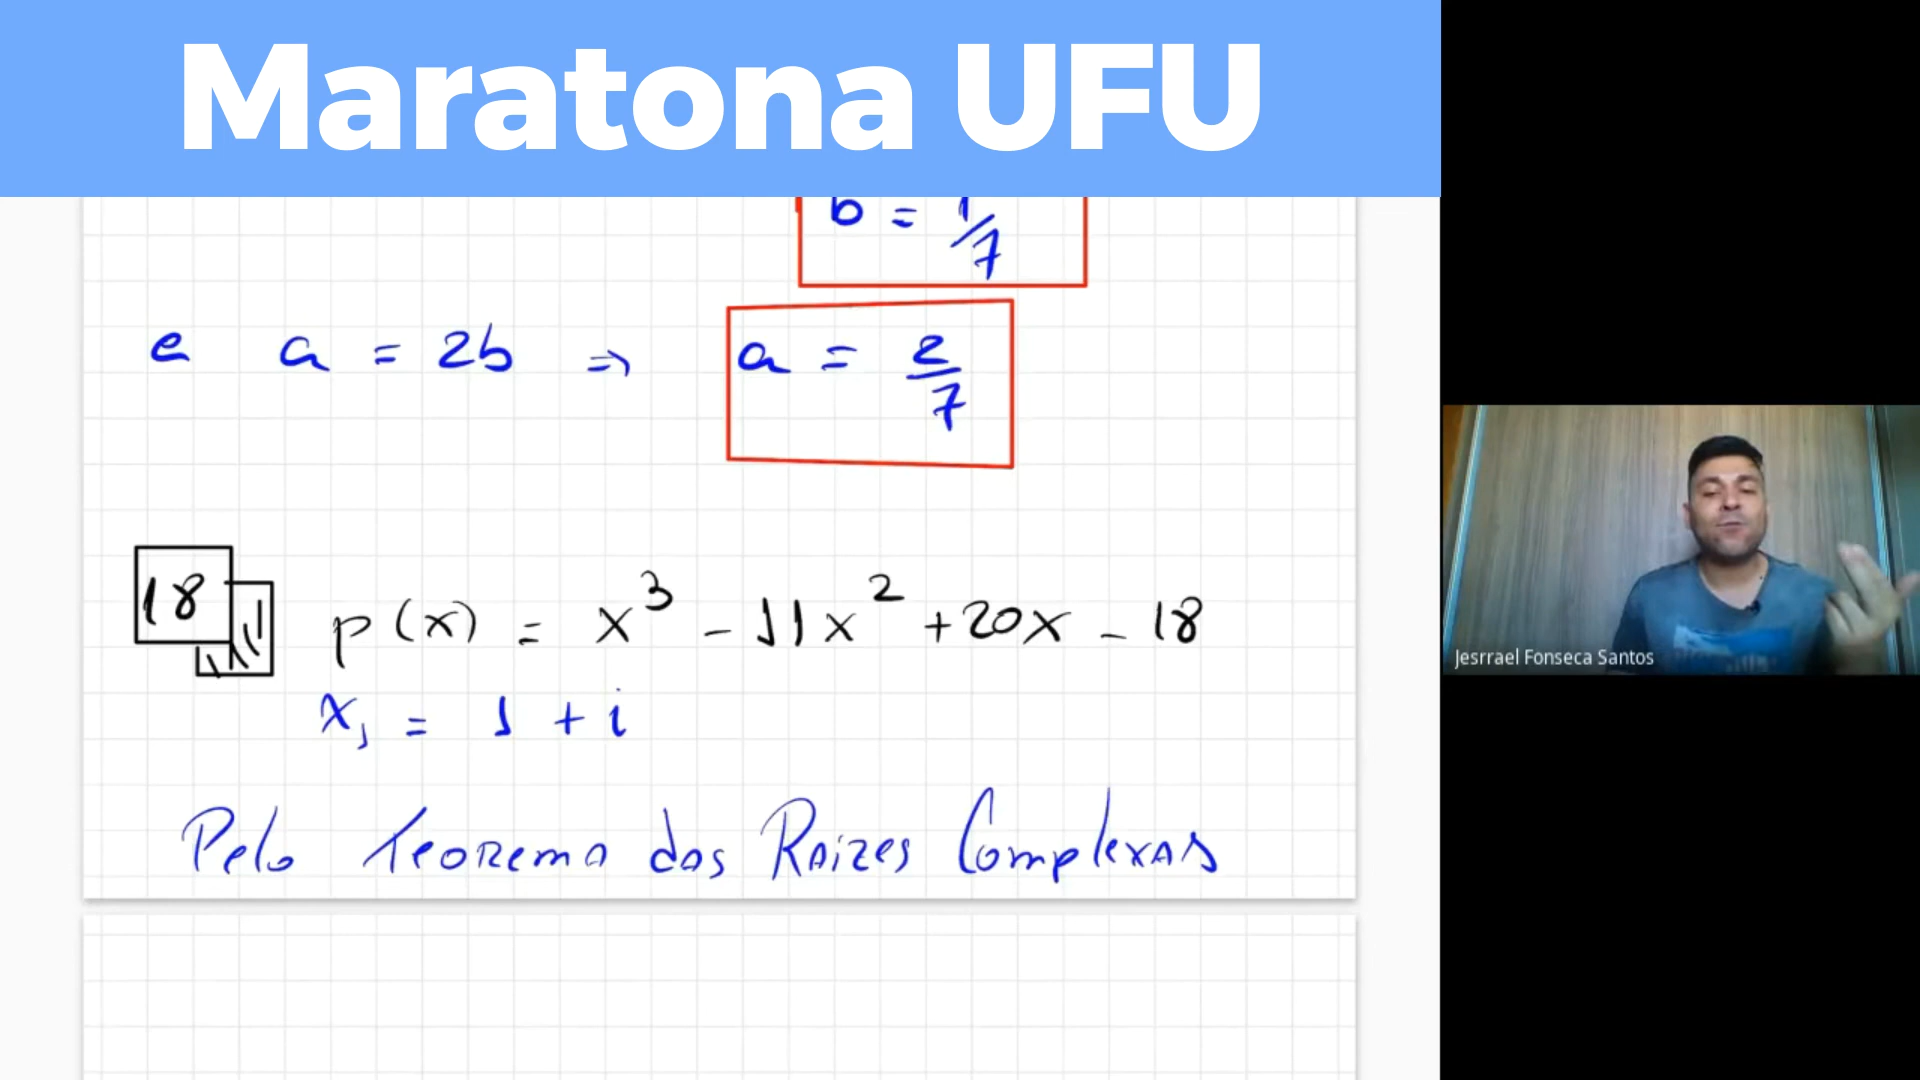 Maratona UFU
b = 1/7
e a = 2b ⇒ a = 2/7
18 p(x) = x³ - 11x² + 20x - 18
x₁ = 1 + i
Pelo Teorema das Raízes Complexas
Jesrrael Fonseca Santos